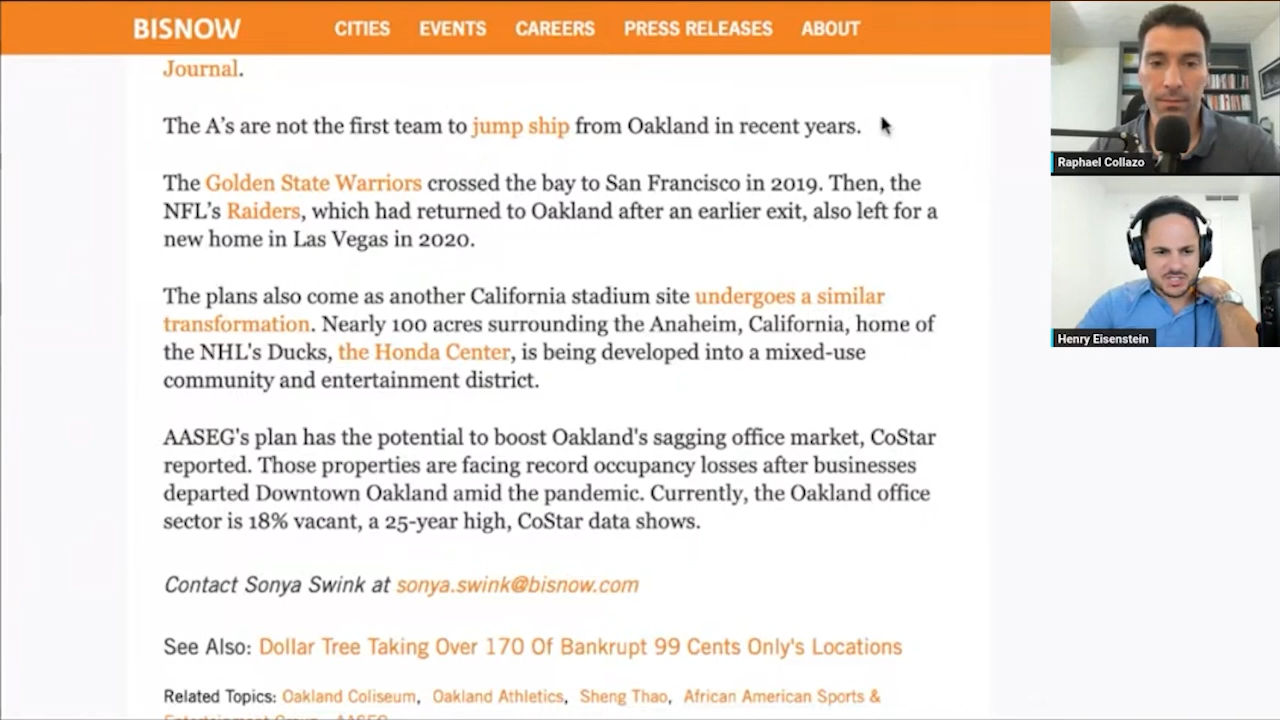 BISNOW
CITIES EVENTS CAREERS PRESS RELEASES ABOUT
Journal.
The A's are not the first team to jump ship from Oakland in recent years.
The Golden State Warriors crossed the bay to San Francisco in 2019. Then, the
NFL's Raiders, which had returned to Oakland after an earlier exit, also left for a
new home in Las Vegas in 2020.
The plans also come as another California stadium site undergoes a similar
transformation. Nearly 100 acres surrounding the Anaheim, California, home of
the NHL's Ducks, the Honda Center, is being developed into a mixed-use
community and entertainment district.
AASEG's plan has the potential to boost Oakland's sagging office market, CoStar
reported. Those properties are facing record occupancy losses after businesses
departed Downtown Oakland amid the pandemic. Currently, the Oakland office
sector is 18% vacant, a 25-year high, CoStar data shows.
Contact Sonya Swink at sonya.swink@bisnow.com
See Also: Dollar Tree Taking Over 170 Of Bankrupt 99 Cents Only's Locations
Related Topics: Oakland Coliseum, Oakland Athletics, Sheng Thao, African American Sports &
Entertainment Group, AASEG
Raphael Collazo
Henry Eisenstein